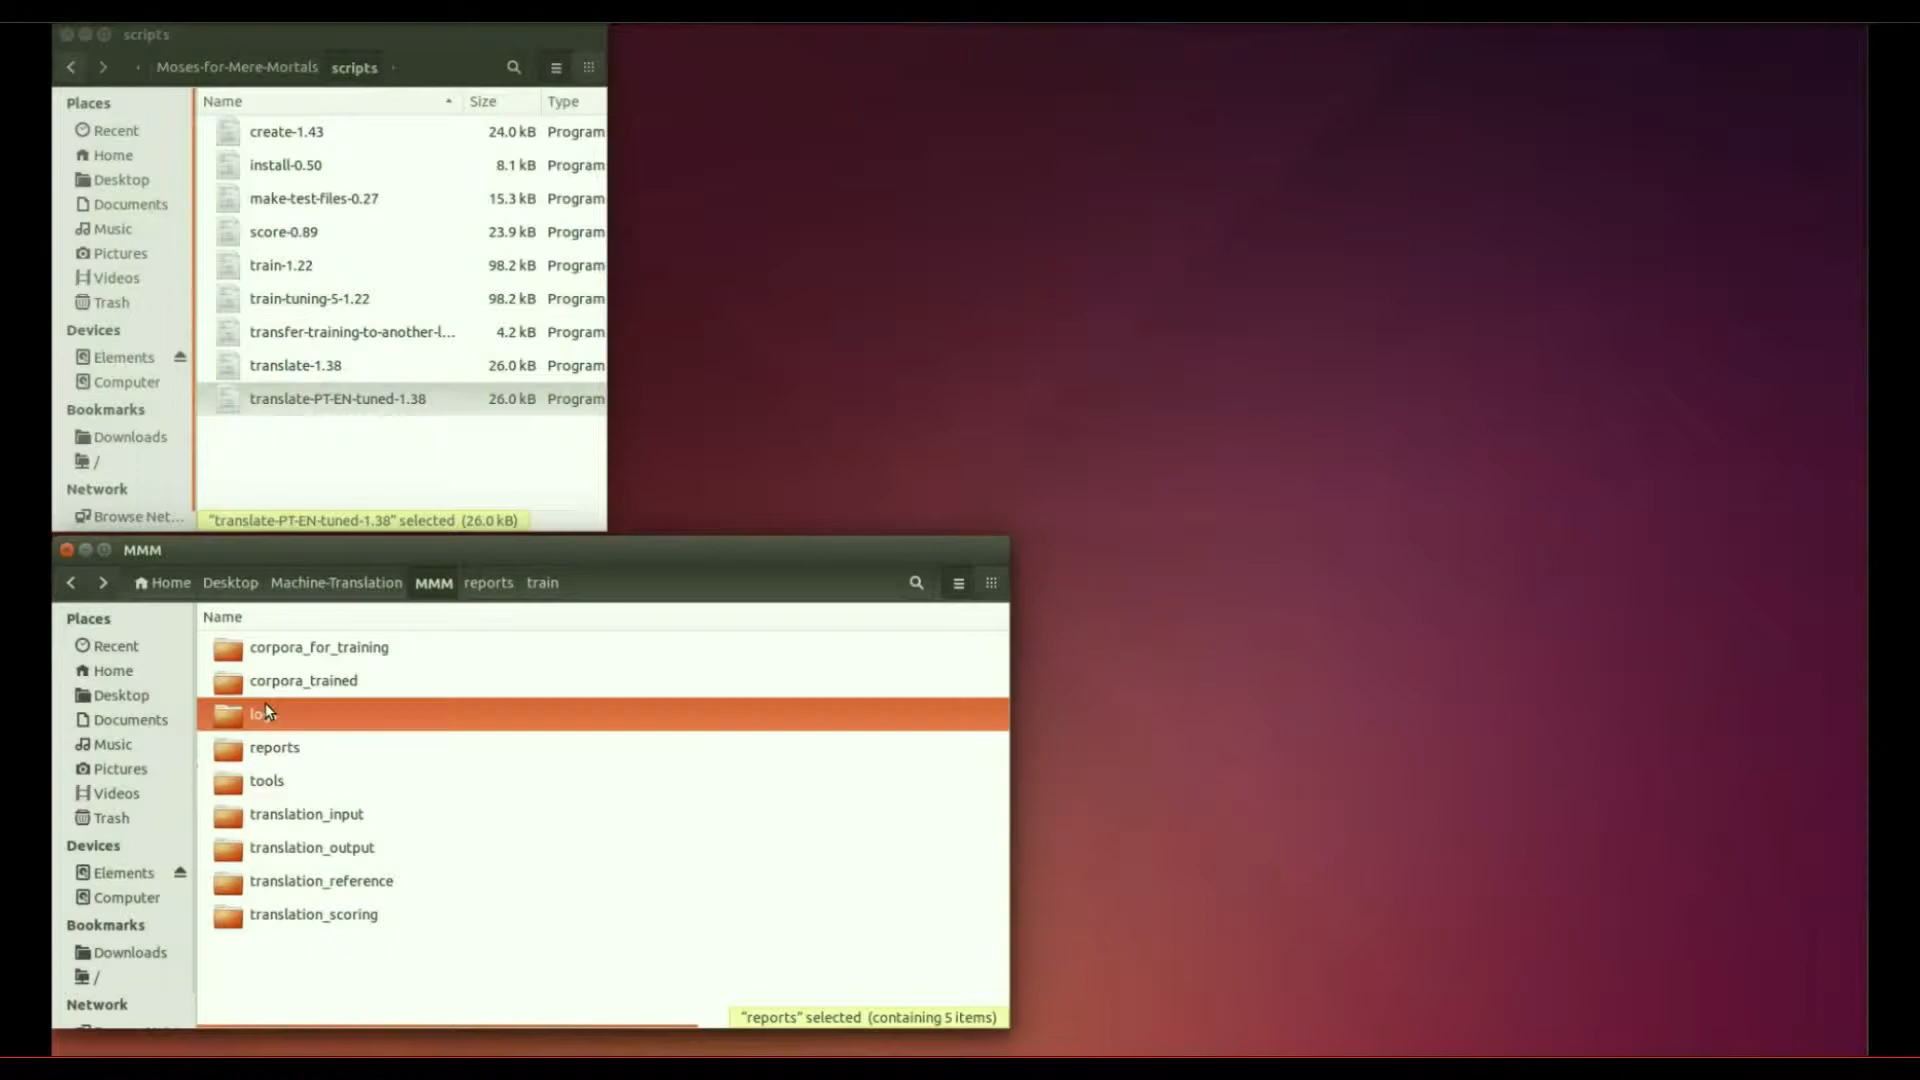 scripts
Moses-for-Mere-Mortals scripts
Places
Recent
Home
Desktop
Documents
Music
Pictures
Videos
Trash
Devices
Elements
Computer
Bookmarks
Downloads
/
Network
Browse Net...
Name Size Type
create-1.43 24.0 kB Program
install-0.50 8.1 kB Program
make-test-files-0.27 15.3 kB Program
score-0.89 23.9 kB Program
train-1.22 98.2 kB Program
train-tuning-5-1.22 98.2 kB Program
transfer-training-to-another-l... 4.2 kB Program
translate-1.38 26.0 kB Program
translate-PT-EN-tuned-1.38 26.0 kB Program
"translate-PT-EN-tuned-1.38" selected (26.0 kB)
MMM
Home Desktop Machine-Translation MMM reports train
Places
Recent
Home
Desktop
Documents
Music
Pictures
Videos
Trash
Devices
Elements
Computer
Bookmarks
Downloads
/
Network
Name
corpora_for_training
corpora_trained
reports
tools
translation_input
translation_output
translation_reference
translation_scoring
"reports" selected (containing 5 items)